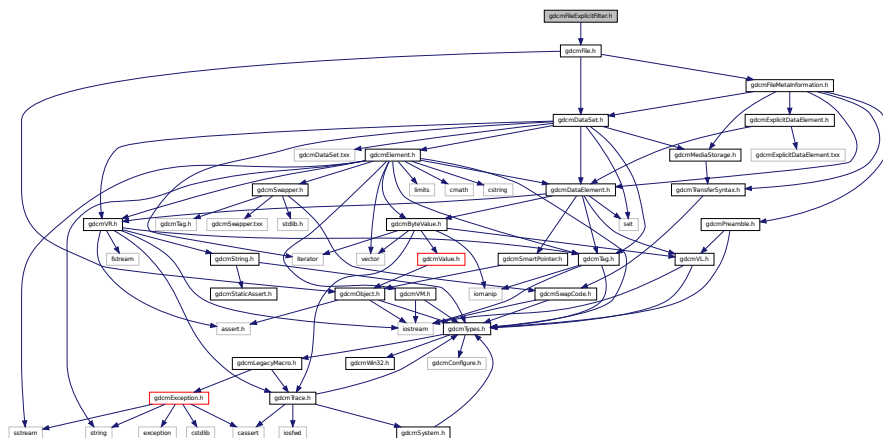 gdcmFileExplicitFilter.h
gdcmFile.h
gdcmFileMetaInformation.h
gdcmDataSet.h
gdcmExplicitDataElement.h
gdcmDataSet.txx
gdcmElement.h
gdcmMediaStorage.h
gdcmExplicitDataElement.txx
gdcmSwapper.h
limits
cmath
cstring
gdcmDataElement.h
gdcmTransferSyntax.h
gdcmVR.h
gdcmTag.h
gdcmSwapper.txx
stdlib.h
gdcmByteValue.h
set
gdcmPreamble.h
fstream
gdcmString.h
iterator
vector
gdcmValue.h
gdcmSmartPointer.h
gdcmTag.h
gdcmVL.h
gdcmStaticAssert.h
gdcmObject.h
gdcmVM.h
iomanip
gdcmSwapCode.h
assert.h
iostream
gdcmTypes.h
gdcmLegacyMacro.h
gdcmWin32.h
gdcmConfigure.h
gdcmException.h
gdcmTrace.h
sstream
string
exception
cstdlib
cassert
iosfwd
gdcmSystem.h